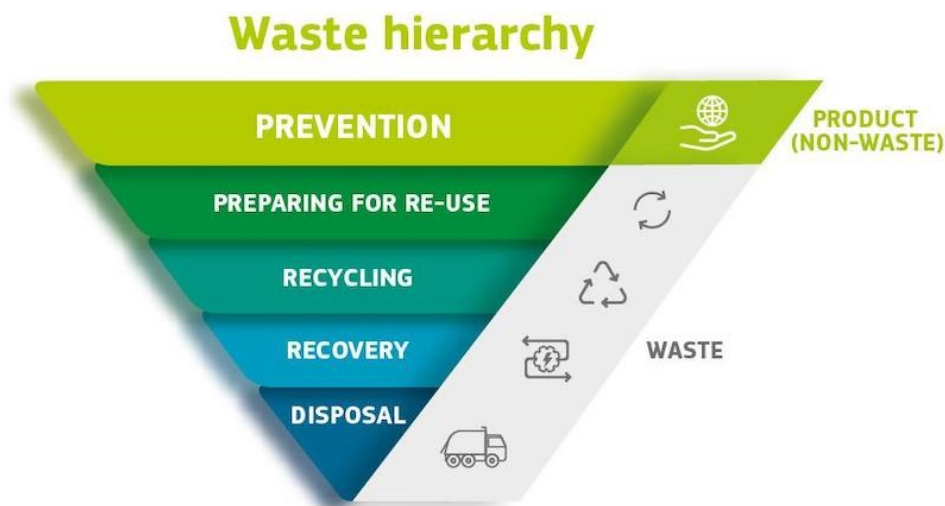 Waste hierarchy
PREVENTION
PRODUCT
(NON-WASTE)
PREPARING FOR RE-USE
RECYCLING
RECOVERY
WASTE
DISPOSAL